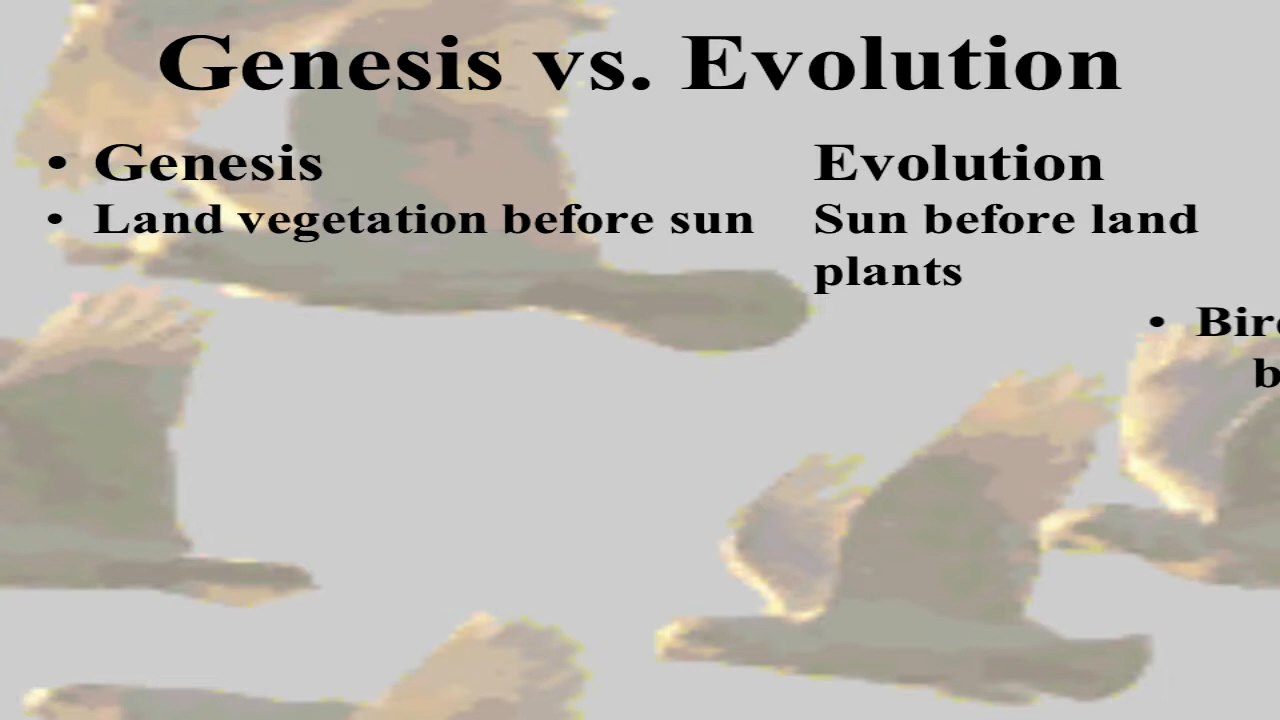 Genesis vs. Evolution
• Genesis Evolution
• Land vegetation before sun Sun before land
plants
•